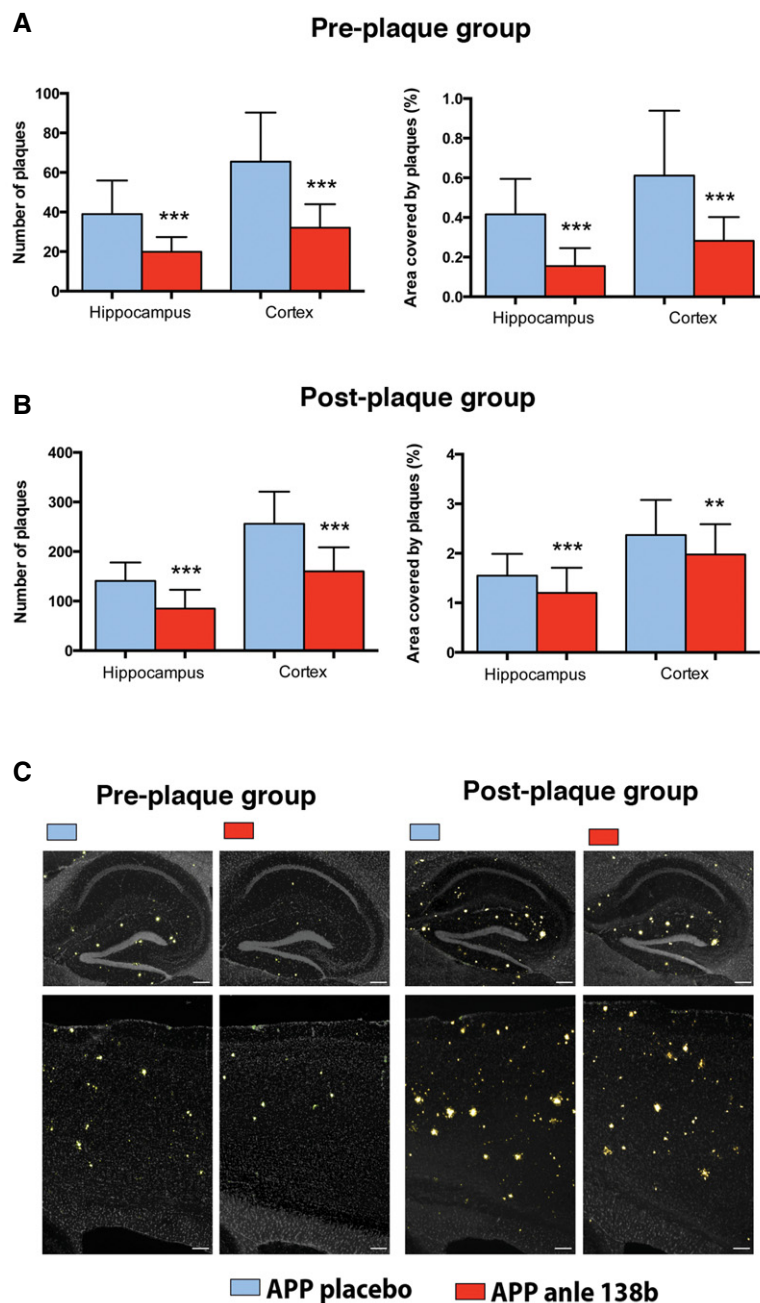 A
Pre-plaque group
Number of plaques
100
80
60
40
20
0
Hippocampus
Cortex
***
***
Area covered by plaques (%)
1.0
0.8
0.6
0.4
0.2
0.0
Hippocampus
Cortex
***
***
B
Post-plaque group
Number of plaques
400
300
200
100
0
Hippocampus
Cortex
***
***
Area covered by plaques (%)
4
3
2
1
0
Hippocampus
Cortex
***
**
C
Pre-plaque group
Post-plaque group
APP placebo
APP anle 138b